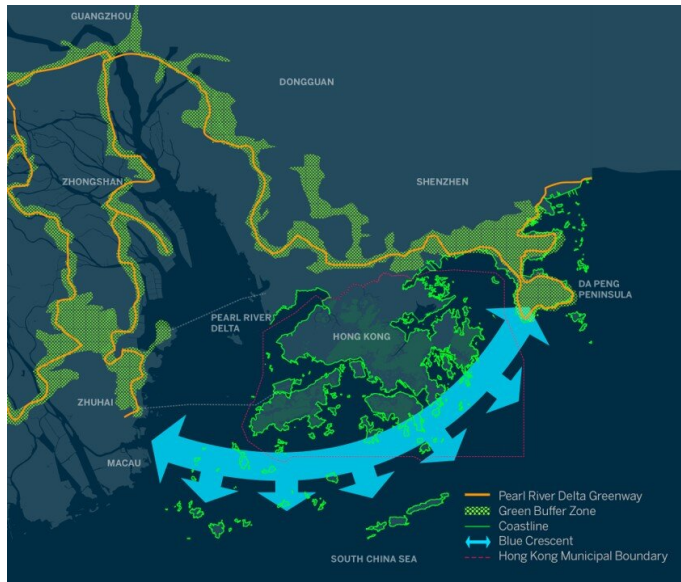 GUANGZHOU
DONGGUAN
ZHONGSHAN
SHENZHEN
DA PENG
PENINSULA
PEARL RIVER
DELTA
HONG KONG
ZHUHAI
MACAU
Pearl River Delta Greenway
Green Buffer Zone
Coastline
Blue Crescent
Hong Kong Municipal Boundary
SOUTH CHINA SEA